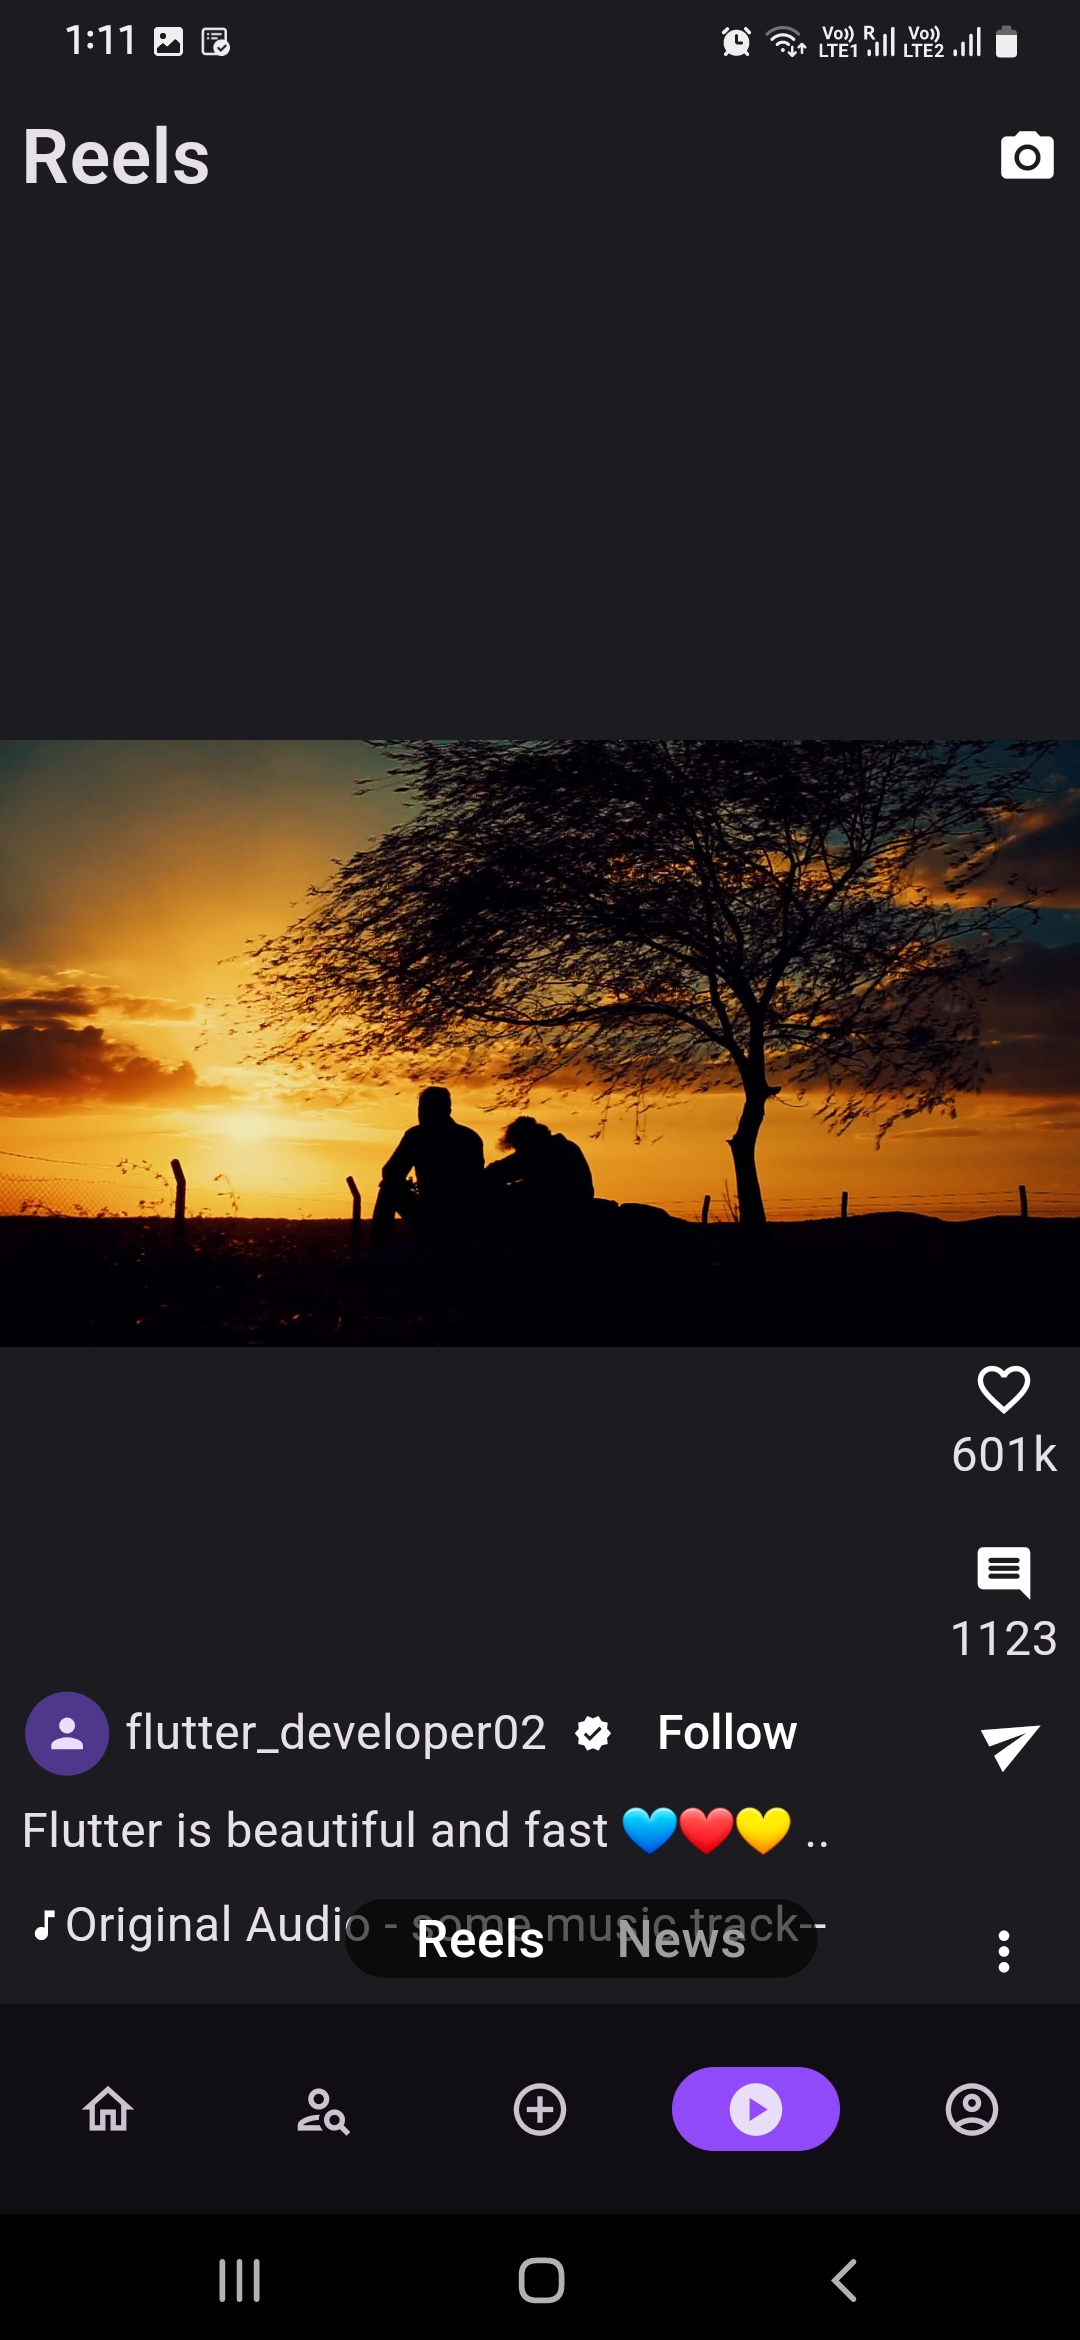 1:11 Vo)) LTE1 R Vo)) LTE2
Reels
601k
1123
flutter_developer02 Follow
Flutter is beautiful and fast 💙❤💛 ..
Original Audio - some music track--
Reels News